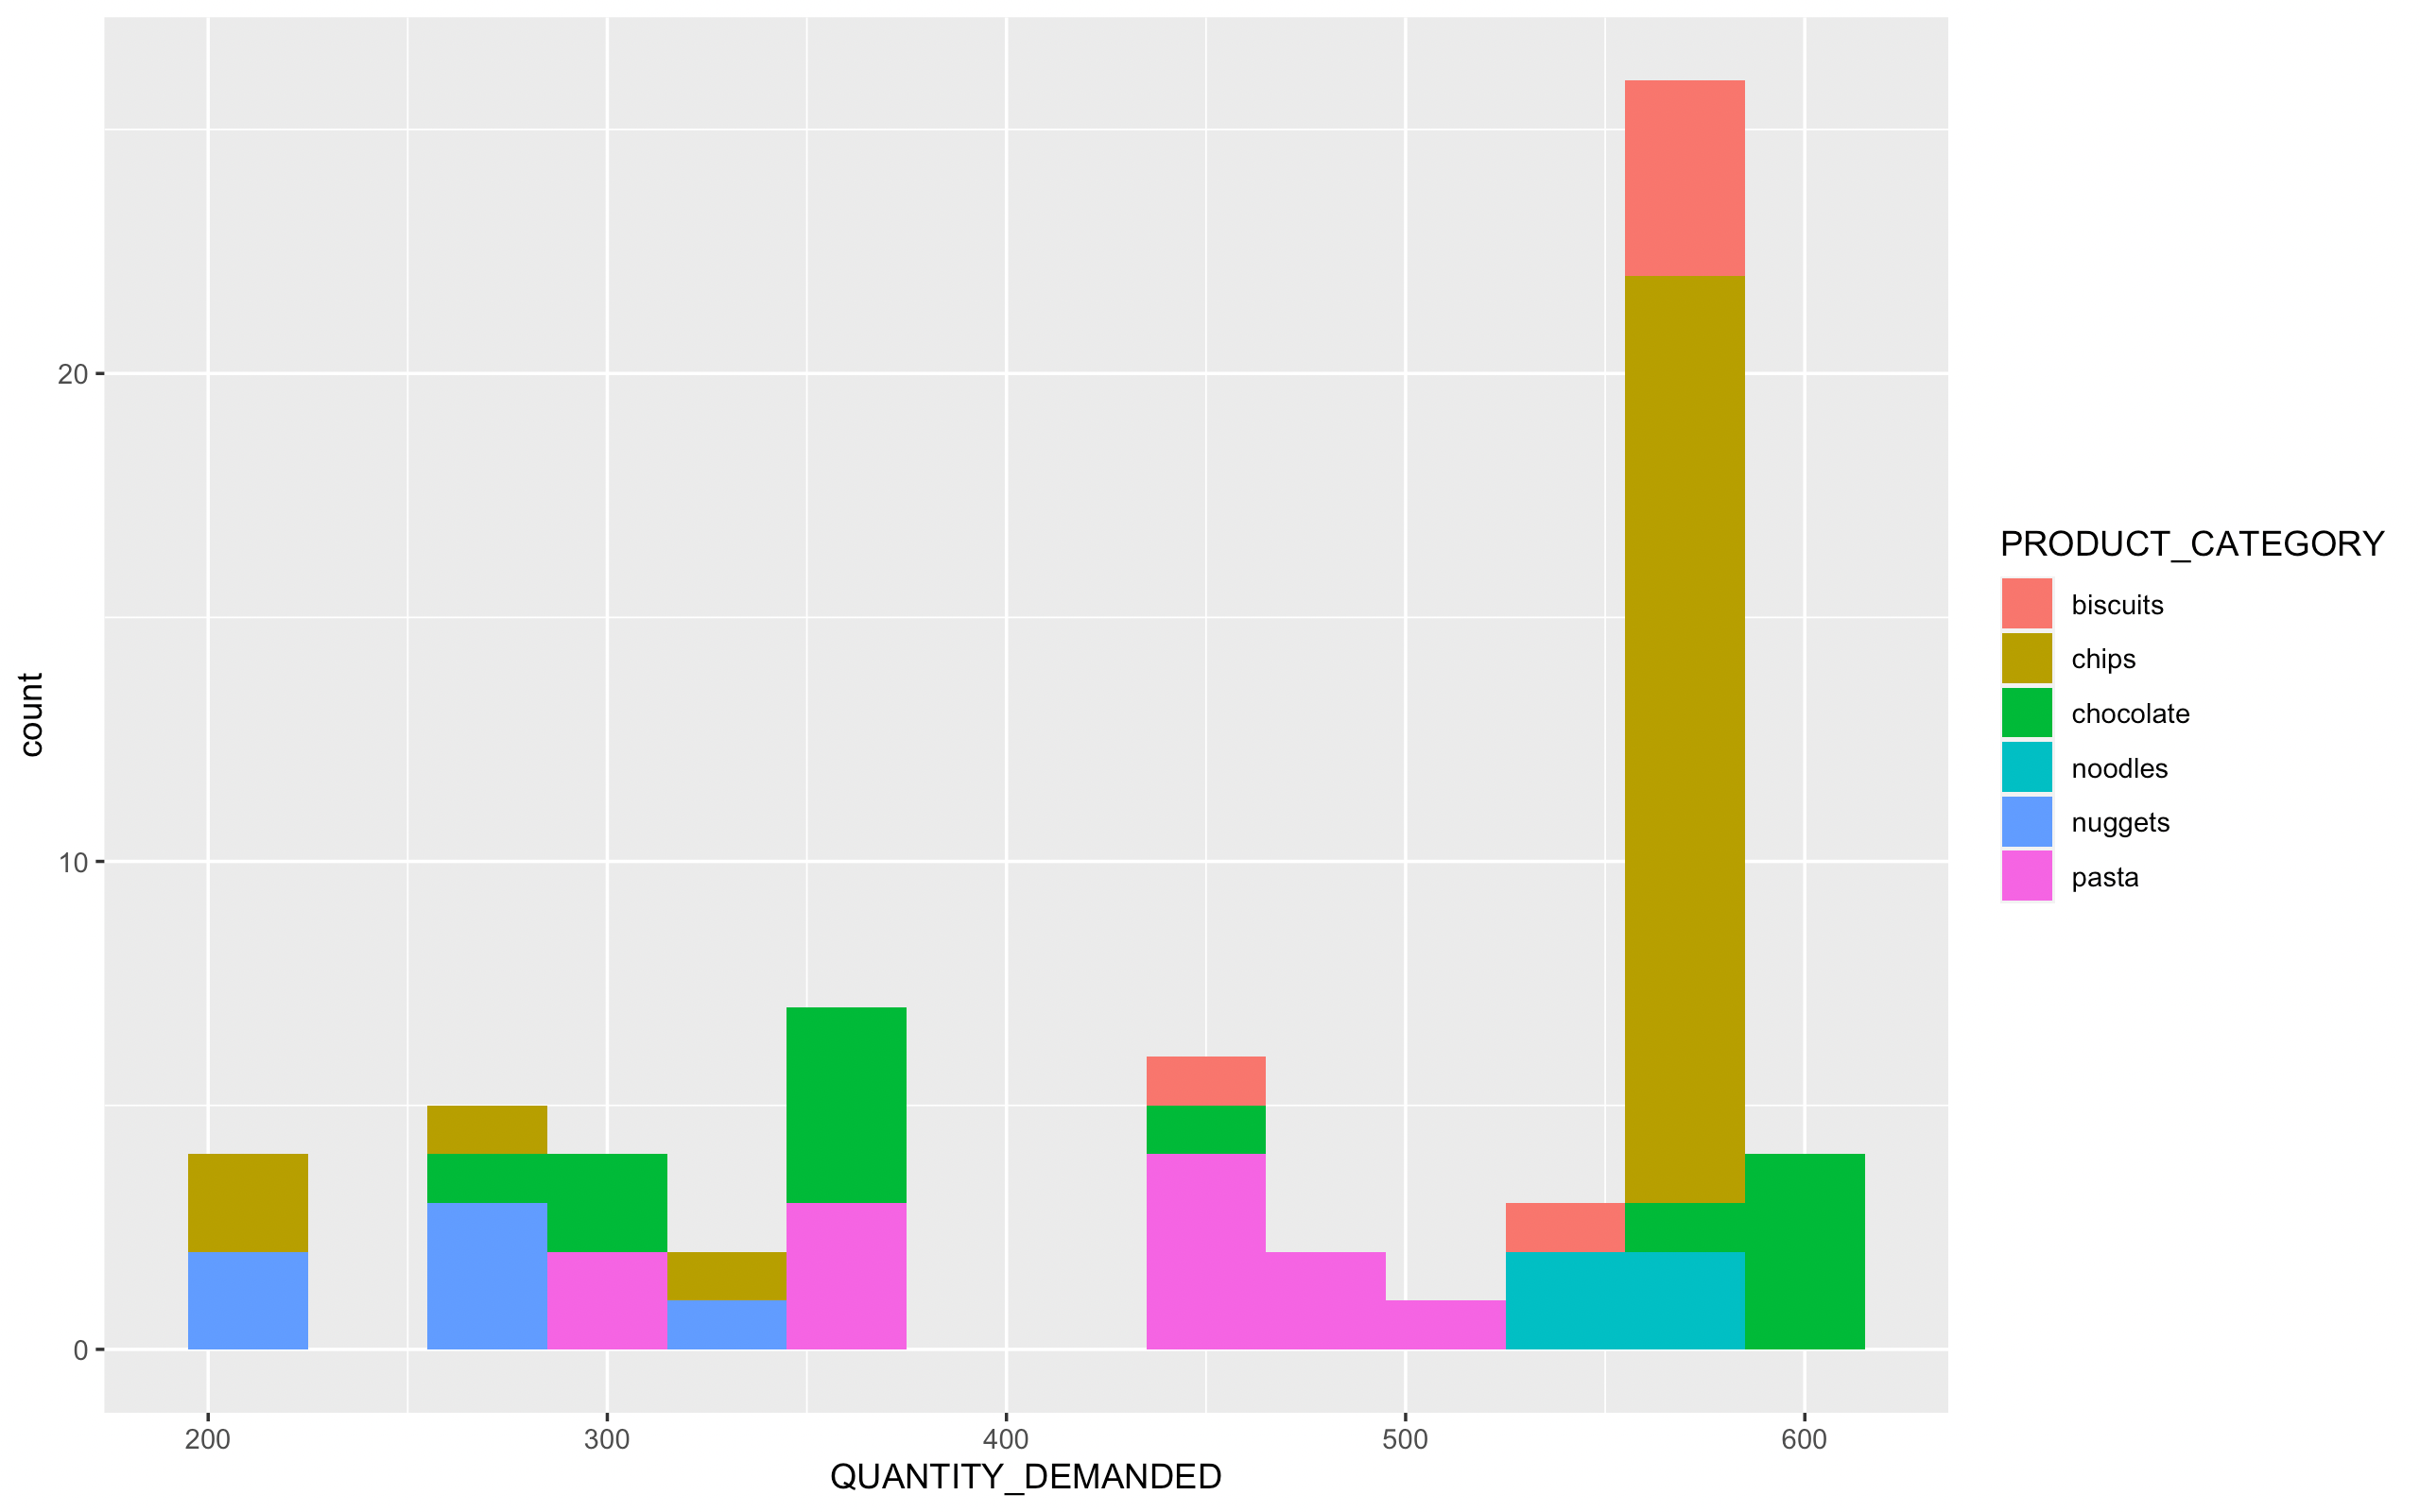 count
20
10
0
200 300 400 500 600
QUANTITY_DEMANDED
PRODUCT_CATEGORY
biscuits
chips
chocolate
noodles
nuggets
pasta